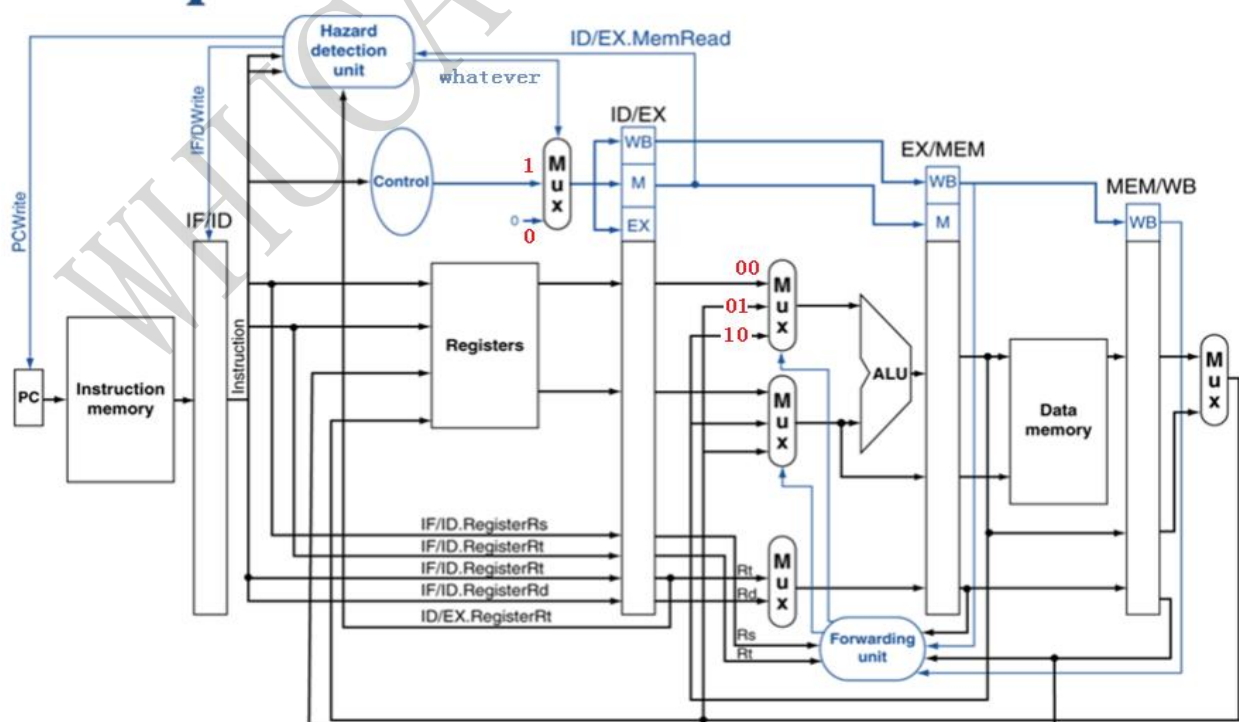 Hazard
detection
unit
ID/EX.MemRead
whatever
PCWrite
IF/DWrite
ID/EX
EX/MEM
MEM/WB
IF/ID
Control
1
0
0
Mux
WB
M
EX
WB
M
WB
PC
Instruction
memory
Instruction
Registers
00
01
10
Mux
Mux
ALU
Data
memory
Mux
IF/ID.RegisterRs
IF/ID.RegisterRt
IF/ID.RegisterRt
IF/ID.RegisterRd
ID/EX.RegisterRt
Rt
Rd
Mux
Rs
Rt
Forwarding
unit